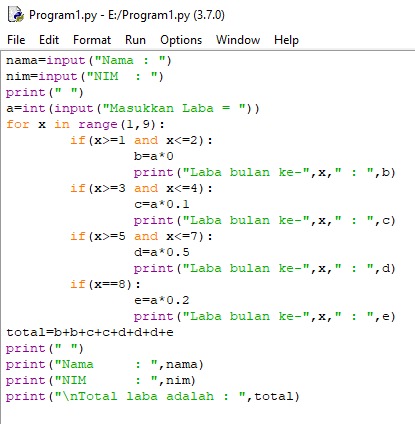 Program1.py - E:/Program1.py (3.7.0)
File Edit Format Run Options Window Help
nama=input("Nama : ")
nim=input("NIM  : ")
print(" ")
a=int(input("Masukkan Laba = "))
for x in range(1,9):
        if(x>=1 and x<=2):
                b=a*0
                print("Laba bulan ke-",x," : ",b)
        if(x>=3 and x<=4):
                c=a*0.1
                print("Laba bulan ke-",x," : ",c)
        if(x>=5 and x<=7):
                d=a*0.5
                print("Laba bulan ke-",x," : ",d)
        if(x==8):
                e=a*0.2
                print("Laba bulan ke-",x," : ",e)
total=b+b+c+c+d+d+d+e
print(" ")
print("Nama     : ",nama)
print("NIM      : ",nim)
print("\nTotal laba adalah : ",total)